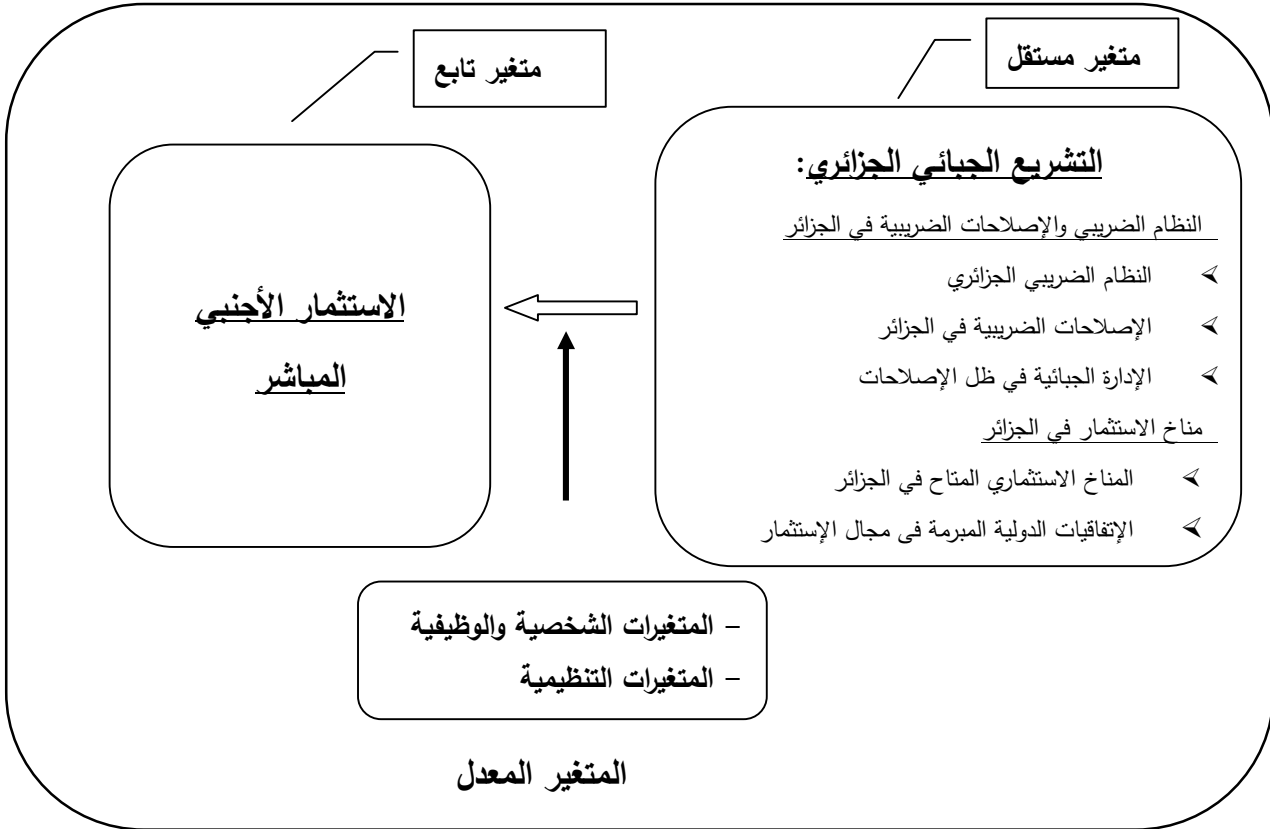 متغير مستقل
متغير تابع
التشريع الجبائي الجزائري:
النظام الضريبي والإصلاحات الضريبية في الجزائر
➢ النظام الضريبي الجزائري
➢ الإصلاحات الضريبية في الجزائر
➢ الإدارة الجبائية في ظل الإصلاحات
مناخ الاستثمار في الجزائر
➢ المناخ الاستثماري المتاح في الجزائر
➢ الإتفاقيات الدولية المبرمة في مجال الإستثمار
الاستثمار الأجنبي
المباشر
– المتغيرات الشخصية والوظيفية
– المتغيرات التنظيمية
المتغير المعدل